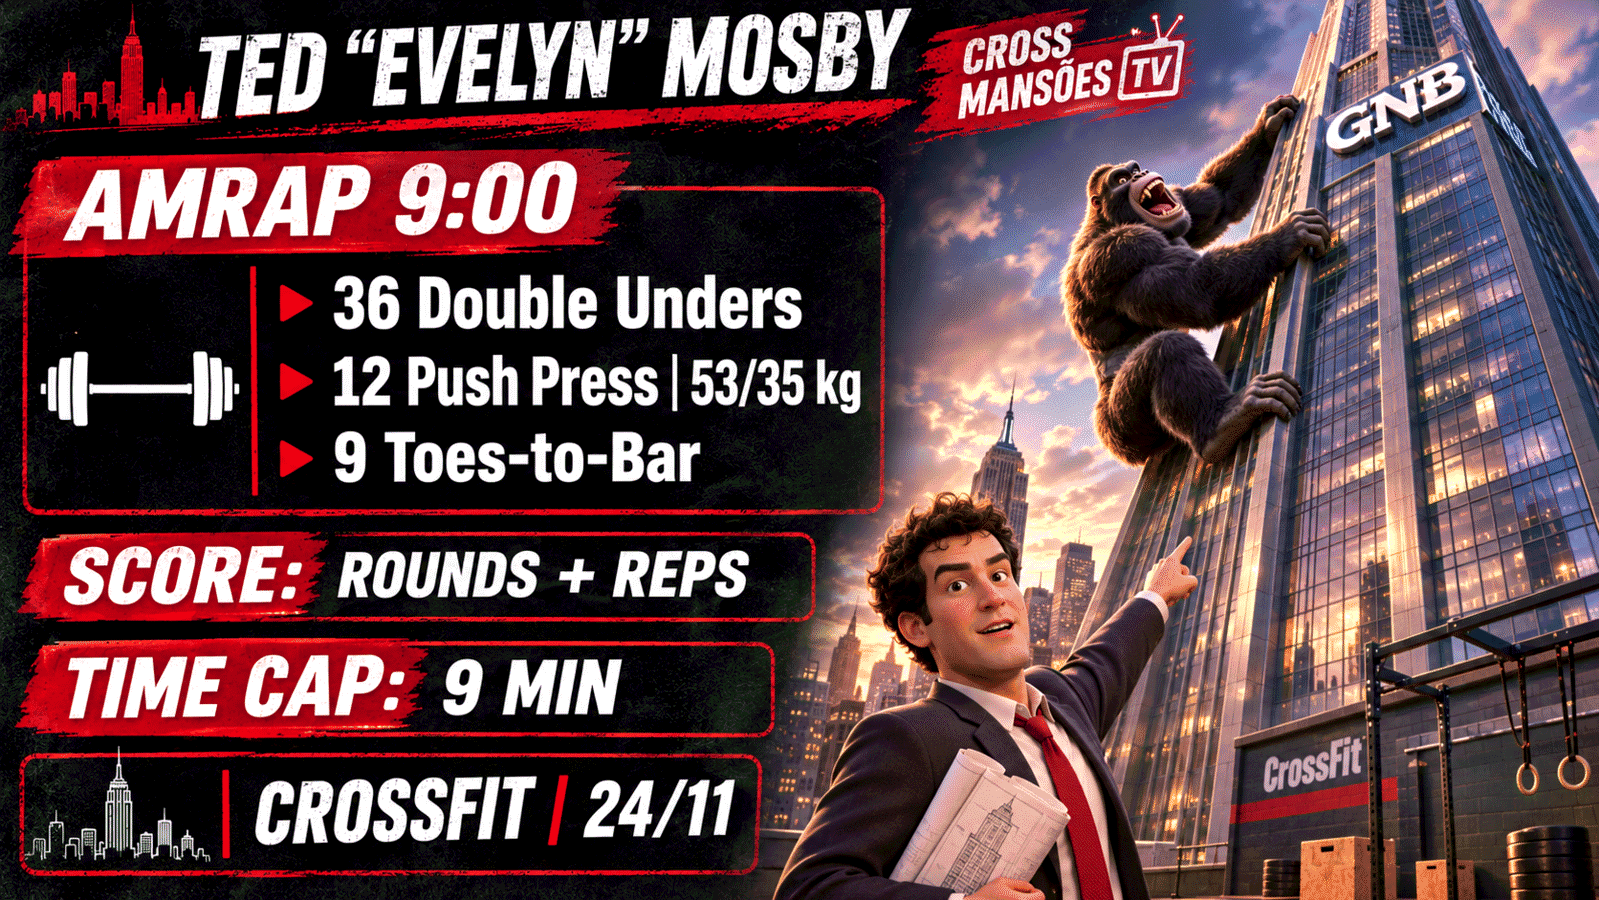 TED “EVELYN” MOSBY
CROSS
MANSÕES TV
GNB
AMRAP 9:00
36 Double Unders
12 Push Press | 53/35 kg
9 Toes-to-Bar
SCORE: ROUNDS + REPS
TIME CAP: 9 MIN
CROSSFIT / 24/11
CrossFit